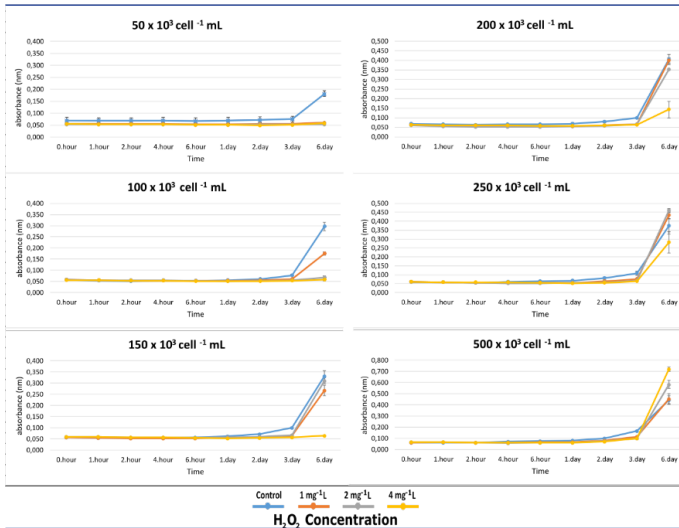 50 x 10³ cell ⁻¹ mL
absorbance (nm)
0,400
0,350
0,300
0,250
0,200
0,150
0,100
0,050
0,000
0.hour 1.hour 2.hour 4.hour 6.hour 1.day 2.day 3.day 6.day
Time
200 x 10³ cell ⁻¹ mL
absorbance (nm)
0,500
0,450
0,400
0,350
0,300
0,250
0,200
0,150
0,100
0,050
0,000
0.hour 1.hour 2.hour 4.hour 6.hour 1.day 2.day 3.day 6.day
Time
100 x 10³ cell ⁻¹ mL
absorbance (nm)
0,400
0,350
0,300
0,250
0,200
0,150
0,100
0,050
0,000
0.hour 1.hour 2.hour 4.hour 6.hour 1.day 2.day 3.day 6.day
Time
250 x 10³ cell ⁻¹ mL
absorbance (nm)
0,500
0,450
0,400
0,350
0,300
0,250
0,200
0,150
0,100
0,050
0,000
0.hour 1.hour 2.hour 4.hour 6.hour 1.day 2.day 3.day 6.day
Time
150 x 10³ cell ⁻¹ mL
absorbance (nm)
0,400
0,350
0,300
0,250
0,200
0,150
0,100
0,050
0,000
0.hour 1.hour 2.hour 4.hour 6.hour 1.day 2.day 3.day 6.day
Time
500 x 10³ cell ⁻¹ mL
absorbance (nm)
0,800
0,700
0,600
0,500
0,400
0,300
0,200
0,100
0,000
0.hour 1.hour 2.hour 4.hour 6.hour 1.day 2.day 3.day 6.day
Time
Control 1 mg⁻¹L 2 mg⁻¹L 4 mg⁻¹L
H₂O₂ Concentration